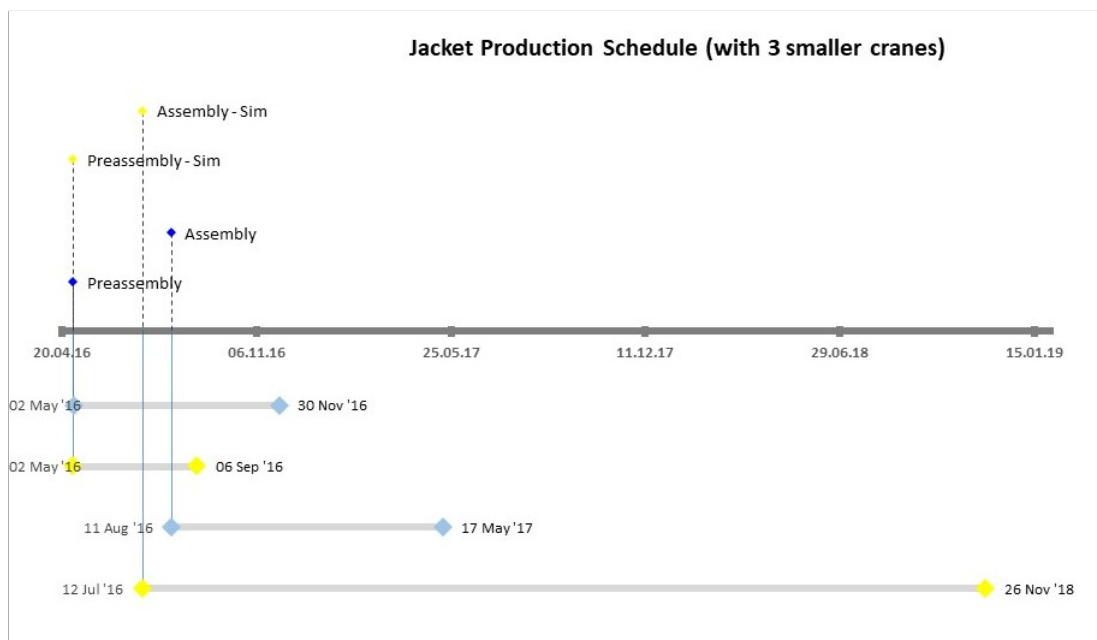 Jacket Production Schedule (with 3 smaller cranes)
Assembly - Sim
Preassembly - Sim
Assembly
Preassembly
20.04.16 06.11.16 25.05.17 11.12.17 29.06.18 15.01.19
02 May '16 30 Nov '16
02 May '16 06 Sep '16
11 Aug '16 17 May '17
12 Jul '16 26 Nov '18